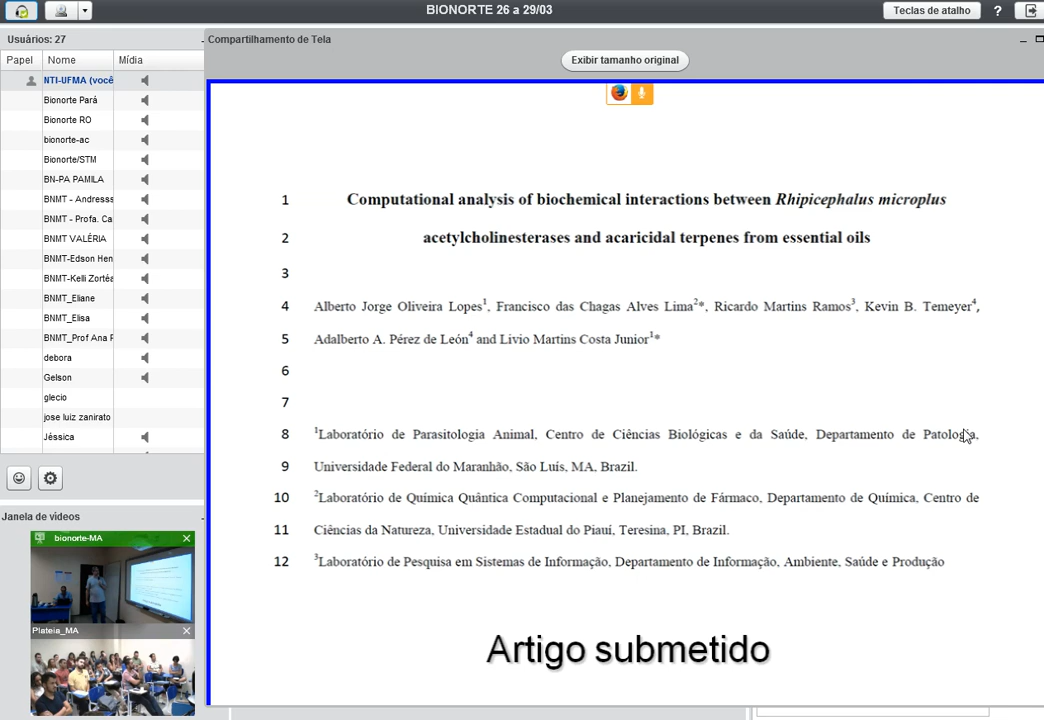 BIONORTE 26 a 29/03
Teclas de atalho
?
Usuários: 27
Compartilhamento de Tela
Papel Nome Mídia
Exibir tamanho original
NTI-UFMA (você
Bionorte Pará
Bionorte RO
bionorte-ac
Bionorte/STM
BN-PA PAMILA
BNMT - Andresss
BNMT - Profa. Ca
BNMT VALÉRIA
BNMT-Edson Hen
BNMT-Kelli Zortéa
BNMT_Eliane
BNMT_Elisa
BNMT_Prof Ana P
debora
Gelson
glecio
jose luiz zanirato
Jéssica
Janela de videos
bionorte-MA
Plateia_MA
1 Computational analysis of biochemical interactions between Rhipicephalus microplus
2 acetylcholinesterases and acaricidal terpenes from essential oils
3
4 Alberto Jorge Oliveira Lopes¹, Francisco das Chagas Alves Lima²*, Ricardo Martins Ramos³, Kevin B. Temeyer⁴,
5 Adalberto A. Pérez de León⁴ and Livio Martins Costa Junior¹*
6
7
8 ¹Laboratório de Parasitologia Animal, Centro de Ciências Biológicas e da Saúde, Departamento de Patologia,
9 Universidade Federal do Maranhão, São Luís, MA, Brazil.
10 ²Laboratório de Química Quântica Computacional e Planejamento de Fármaco, Departamento de Química, Centro de
11 Ciências da Natureza, Universidade Estadual do Piauí, Teresina, PI, Brazil.
12 ³Laboratório de Pesquisa em Sistemas de Informação, Departamento de Informação, Ambiente, Saúde e Produção
Artigo submetido